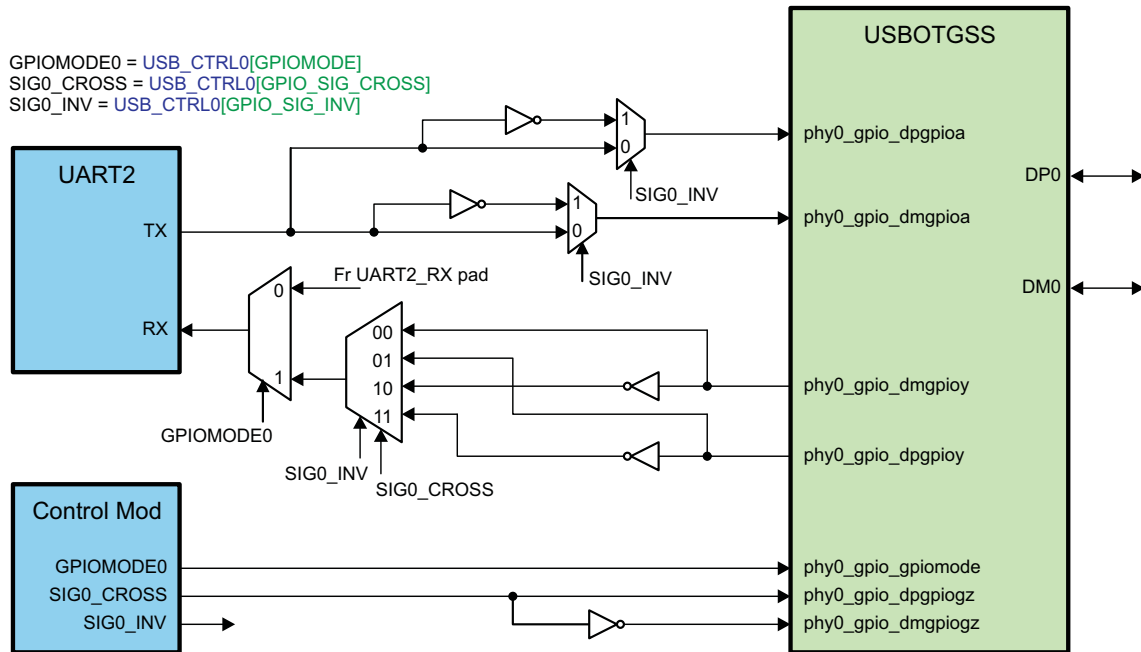 USBOTGSS
GPIOMODE0 = USB_CTRL0[GPIOMODE]
SIG0_CROSS = USB_CTRL0[GPIO_SIG_CROSS]
SIG0_INV = USB_CTRL0[GPIO_SIG_INV]
1
0
phy0_gpio_dpgpioa
UART2
DP0
SIG0_INV
1
0
phy0_gpio_dmgpioa
TX
SIG0_INV
Fr UART2_RX pad
0
DM0
RX
00
01
10
11
1
phy0_gpio_dmgpioy
GPIOMODE0
phy0_gpio_dpgpioy
SIG0_INV
SIG0_CROSS
Control Mod
GPIOMODE0
phy0_gpio_gpiomode
SIG0_CROSS
phy0_gpio_dpgpiogz
SIG0_INV
phy0_gpio_dmgpiogz